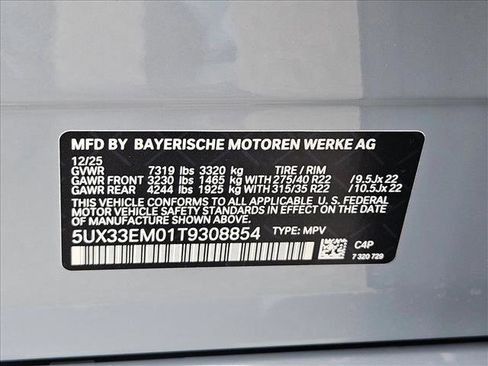 MFD BY BAYERISCHE MOTOREN WERKE AG
12/25
GVWR 7319 lbs 3320 kg TIRE / RIM
GAWR FRONT 3230 lbs 1465 kg WITH 275/40 R22 / 9.5 J x 22
GAWR REAR 4244 lbs 1925 kg WITH 315/35 R22 / 10.5 J x 22
THIS VEHICLE CONFORMS TO ALL APPLICABLE U. S. FEDERAL
MOTOR VEHICLE SAFETY STANDARDS IN EFFECT ON THE DATE
OF MANUFACTURE SHOWN ABOVE.
5UX33EM01T9308854 TYPE: MPV
C4P
7 320 729